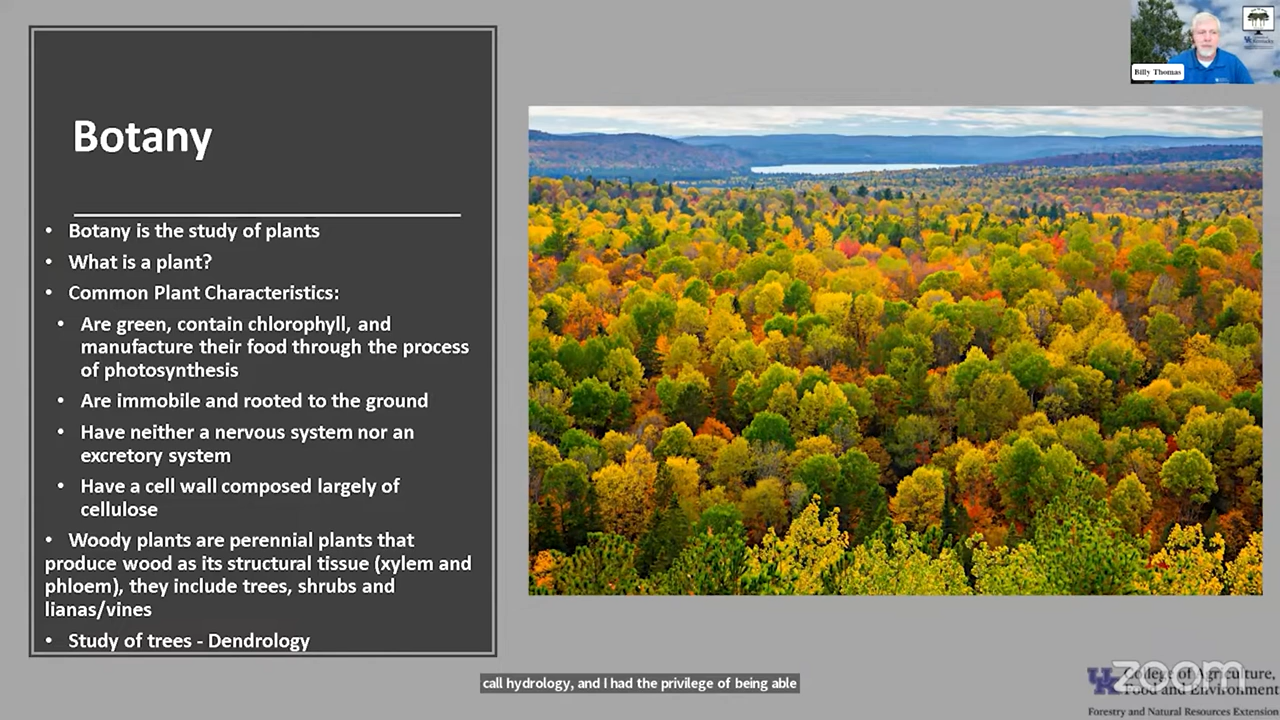 Botany
• Botany is the study of plants
• What is a plant?
• Common Plant Characteristics:
• Are green, contain chlorophyll, and
manufacture their food through the process
of photosynthesis
• Are immobile and rooted to the ground
• Have neither a nervous system nor an
excretory system
• Have a cell wall composed largely of
cellulose
• Woody plants are perennial plants that
produce wood as its structural tissue (xylem and
phloem), they include trees, shrubs and
lianas/vines
• Study of trees - Dendrology
Billy Thomas
call hydrology, and I had the privilege of being able
zoom
UK College of Agriculture,
Food and Environment
Forestry and Natural Resources Extension